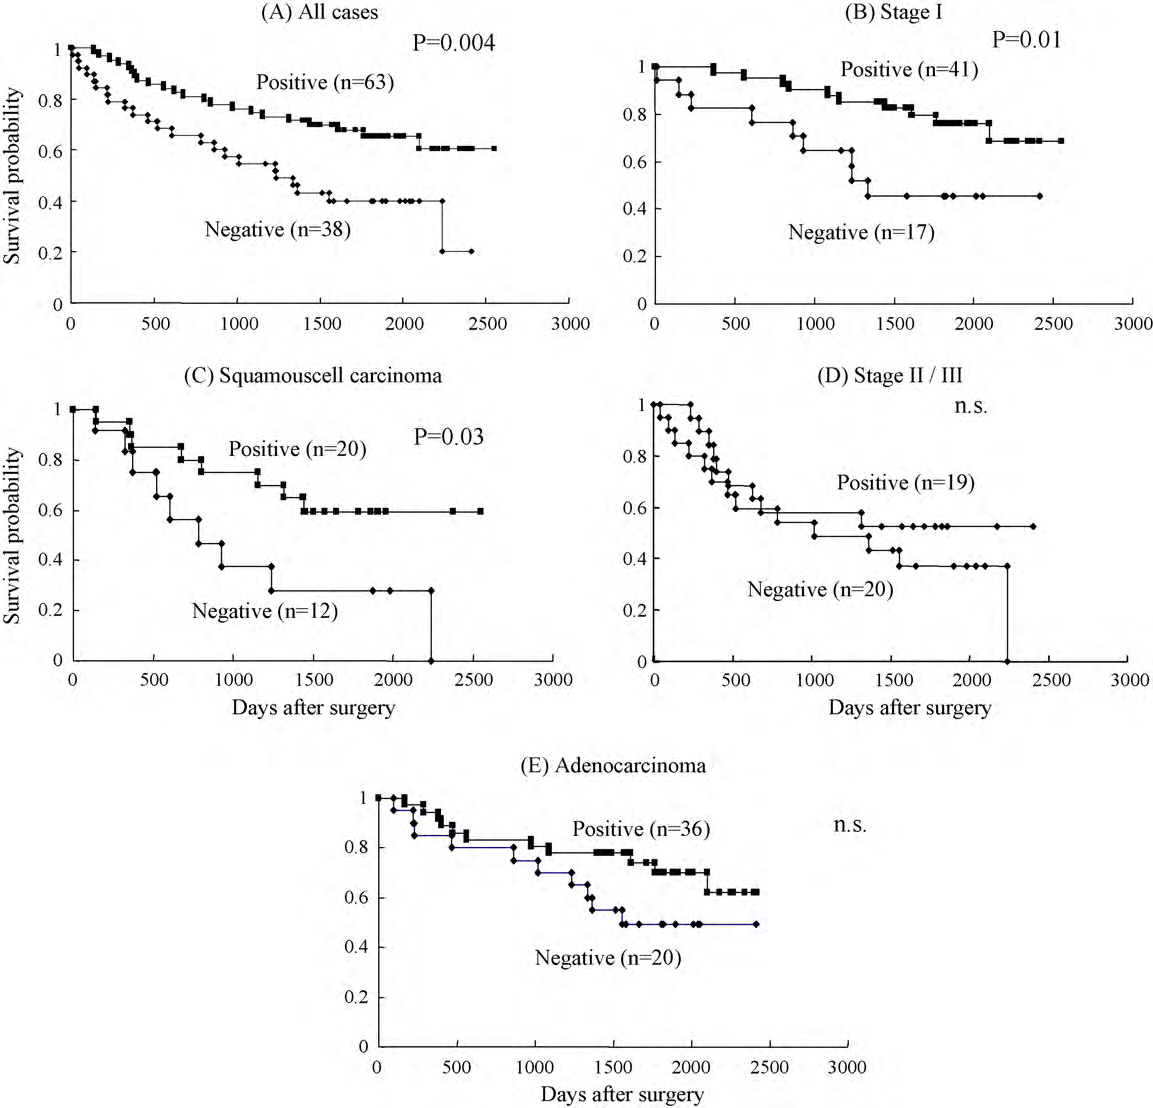 (A) All cases
P=0.004
Positive (n=63)
Negative (n=38)
Survival probability
1
0.8
0.6
0.4
0.2
0
0 500 1000 1500 2000 2500 3000
(B) Stage I
P=0.01
Positive (n=41)
Negative (n=17)
1
0.8
0.6
0.4
0.2
0
0 500 1000 1500 2000 2500 3000
(C) Squamouscell carcinoma
P=0.03
Positive (n=20)
Negative (n=12)
Survival probability
1
0.8
0.6
0.4
0.2
0
0 500 1000 1500 2000 2500 3000
Days after surgery
(D) Stage II / III
n.s.
Positive (n=19)
Negative (n=20)
1
0.8
0.6
0.4
0.2
0
0 500 1000 1500 2000 2500 3000
Days after surgery
(E) Adenocarcinoma
n.s.
Positive (n=36)
Negative (n=20)
1
0.8
0.6
0.4
0.2
0
0 500 1000 1500 2000 2500 3000
Days after surgery